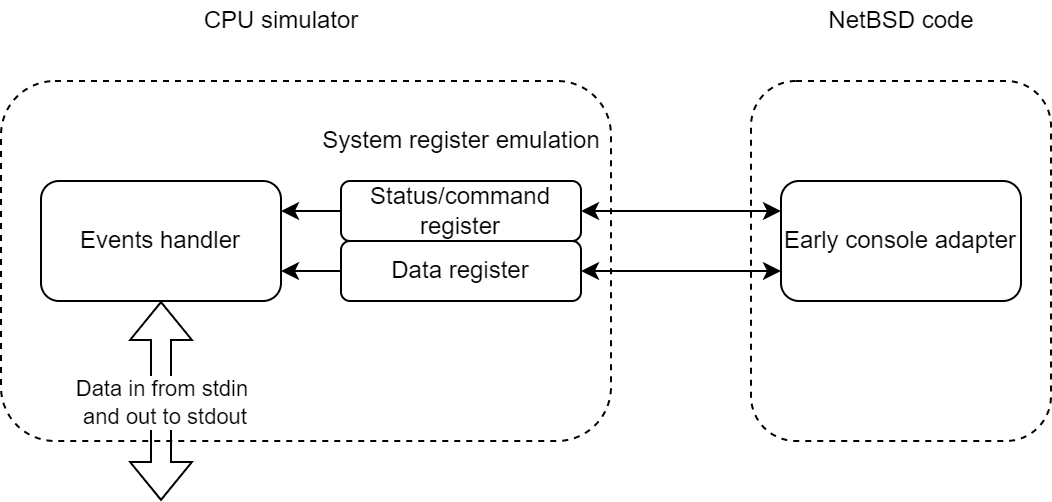 CPU simulator
NetBSD code
System register emulation
Status/command
register
Events handler
Data register
Early console adapter
Data in from stdin
and out to stdout